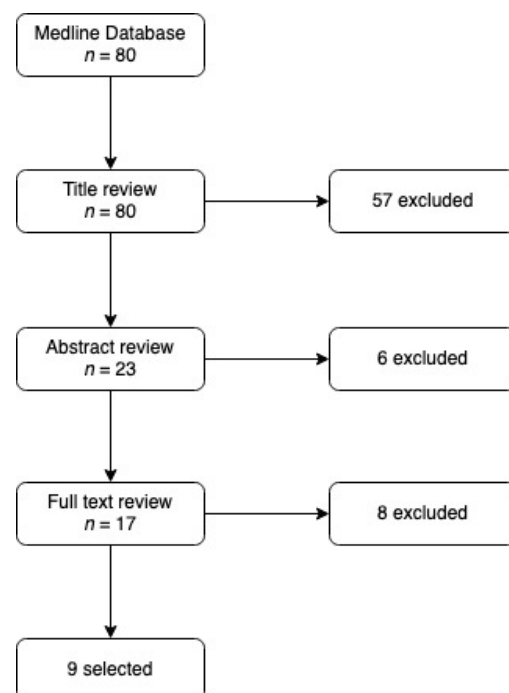 Medline Database
n = 80
Title review
n = 80
57 excluded
Abstract review
n = 23
6 excluded
Full text review
n = 17
8 excluded
9 selected